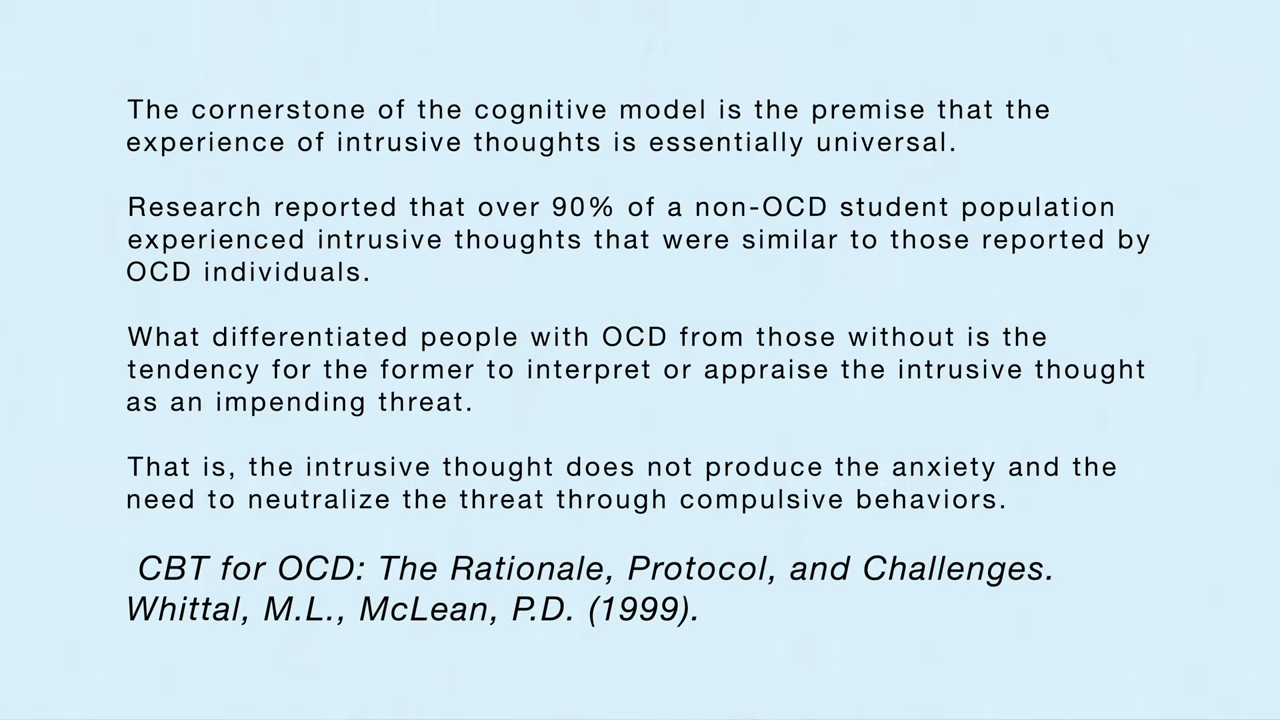 The cornerstone of the cognitive model is the premise that the
experience of intrusive thoughts is essentially universal.
Research reported that over 90% of a non-OCD student population
experienced intrusive thoughts that were similar to those reported by
OCD individuals.
What differentiated people with OCD from those without is the
tendency for the former to interpret or appraise the intrusive thought
as an impending threat.
That is, the intrusive thought does not produce the anxiety and the
need to neutralize the threat through compulsive behaviors.
CBT for OCD: The Rationale, Protocol, and Challenges.
Whittal, M.L., McLean, P.D. (1999).